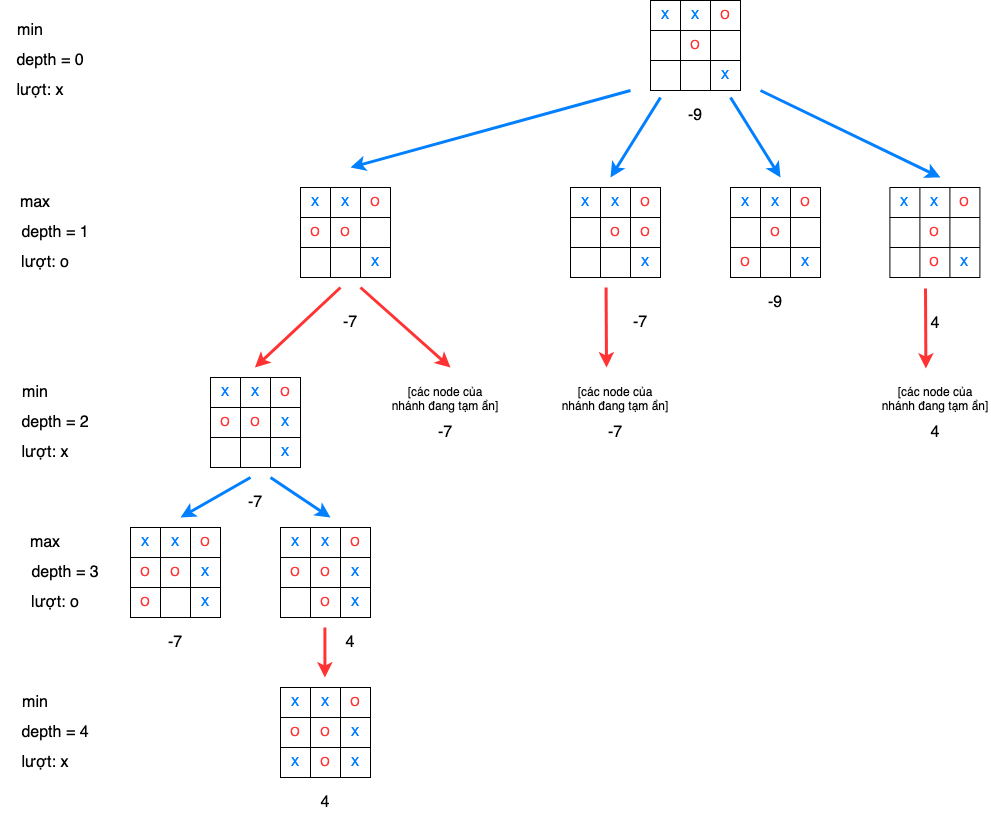 X X O
O
X
-9
min
depth = 0
lượt: x
max
depth = 1
lượt: o
X X O
O O
X
-7
X X O
O O
X
-7
X X O
O
O X
-9
X X O
O
O X
4
min
depth = 2
lượt: x
X X O
O O X
X
-7
[các node của
nhánh đang tạm ẩn]
-7
[các node của
nhánh đang tạm ẩn]
-7
[các node của
nhánh đang tạm ẩn]
4
max
depth = 3
lượt: o
X X O
O O X
O X
-7
X X O
O O X
O X
4
min
depth = 4
lượt: x
X X O
O O X
X O X
4